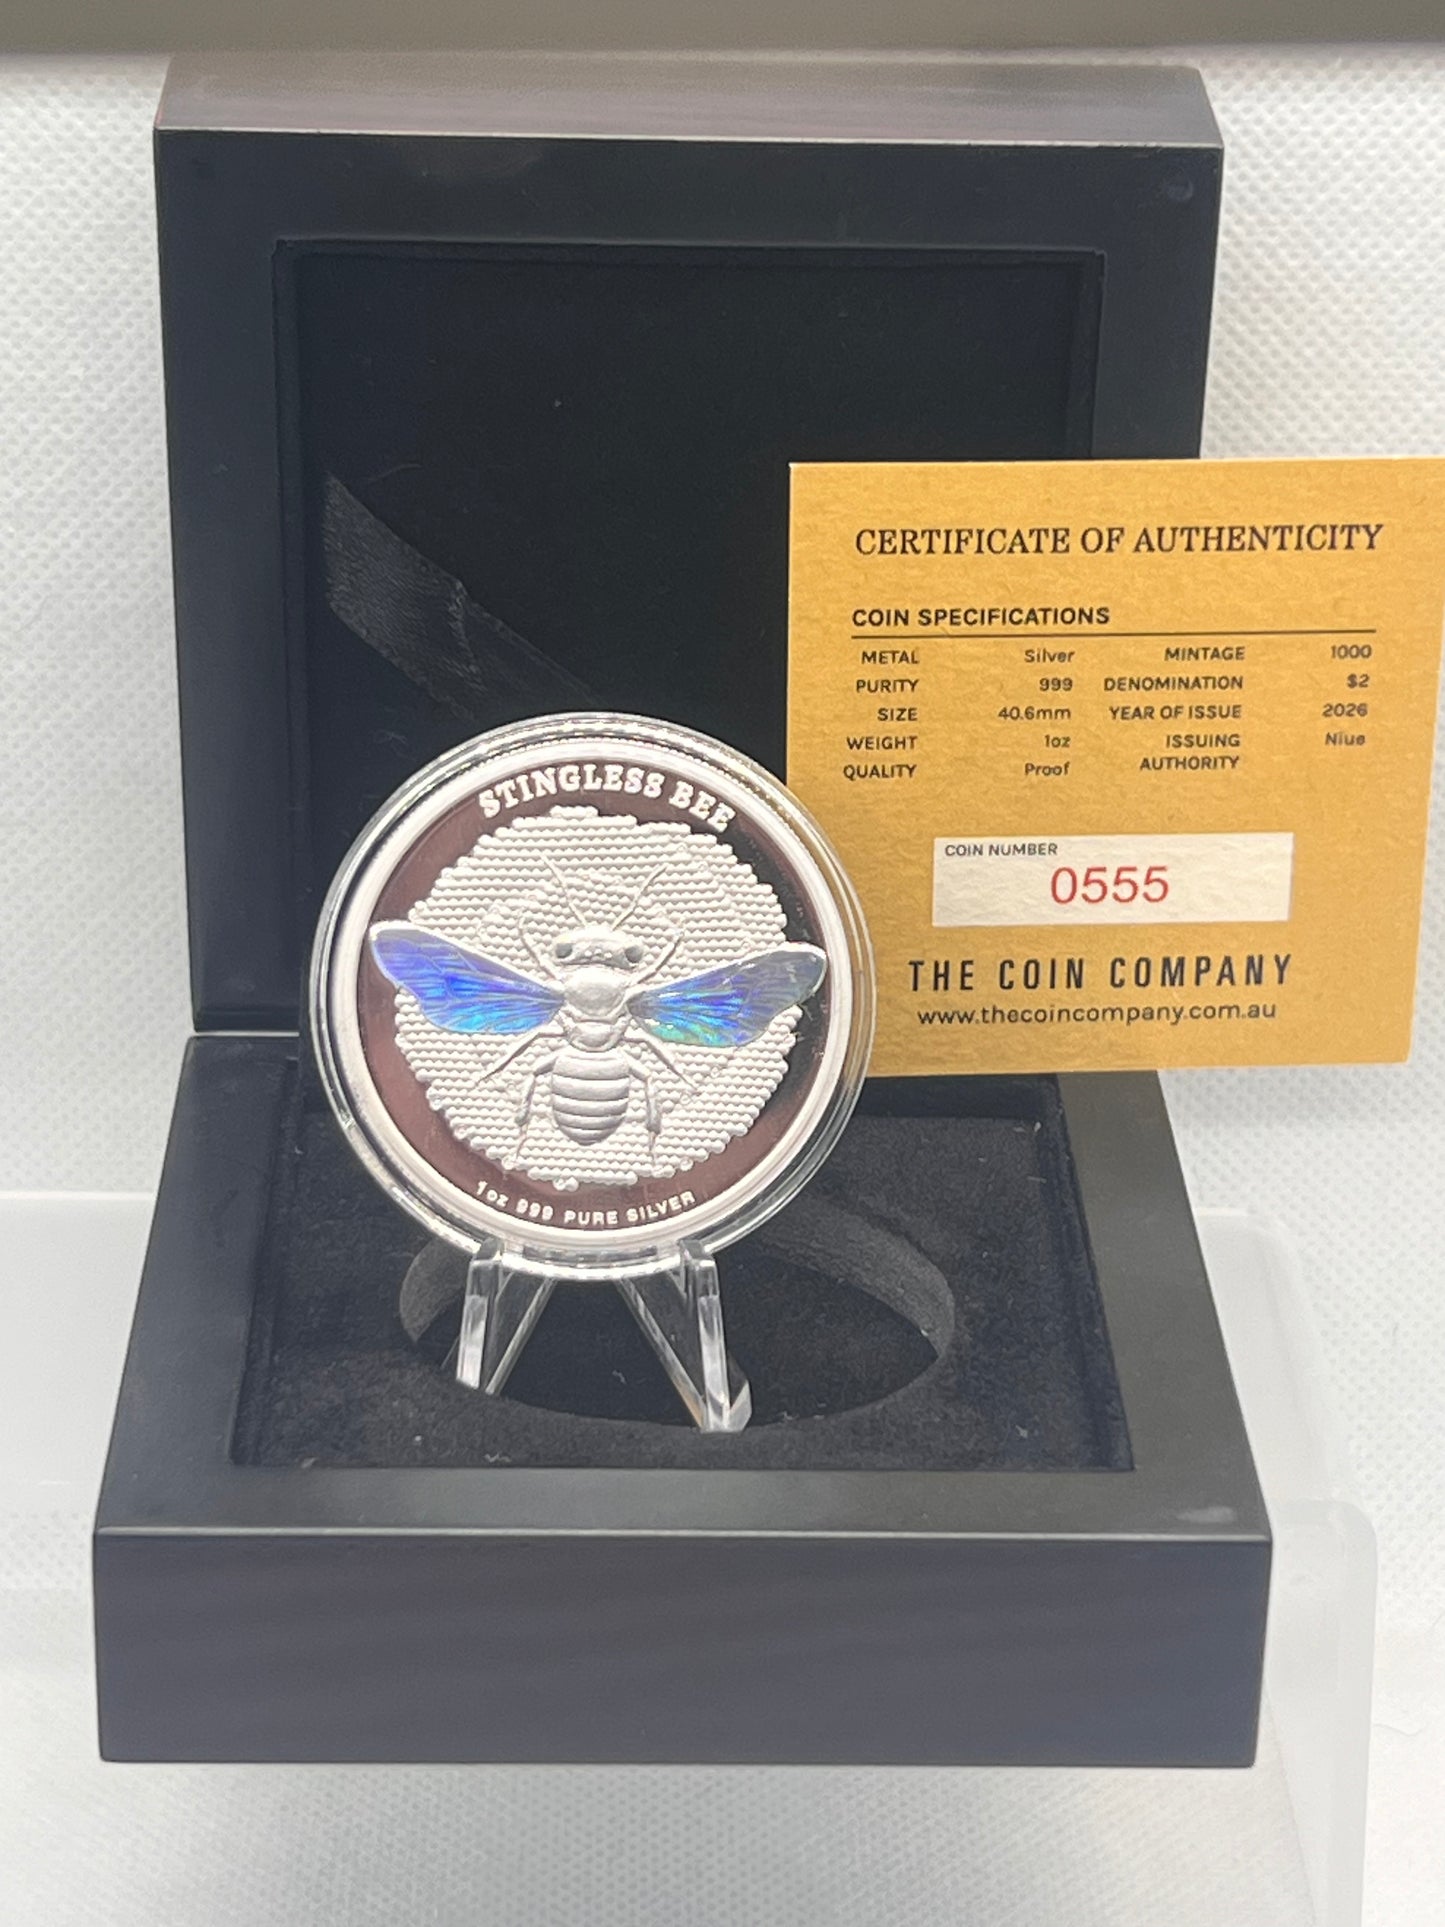 CERTIFICATE OF AUTHENTICITY
COIN SPECIFICATIONS
METAL Silver MINTAGE 1000
PURITY 999 DENOMINATION $2
SIZE 40.6mm YEAR OF ISSUE 2026
WEIGHT 1oz ISSUING AUTHORITY Niue
QUALITY Proof
COIN NUMBER
0555
THE COIN COMPANY
www.thecoincompany.com.au
STINGLESS BEE
1oz 999 PURE SILVER